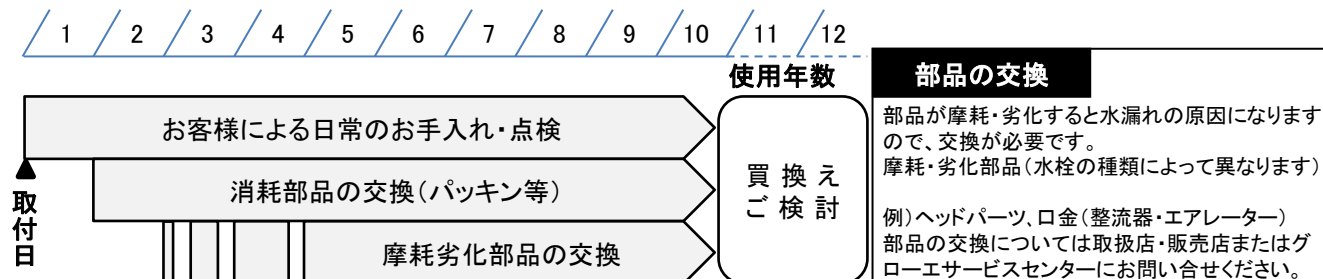 1 2 3 4 5 6 7 8 9 10 11 12
使用年数
お客様による日常のお手入れ・点検
消耗部品の交換(パッキン等)
摩耗劣化部品の交換
取付日
買換え
ご検討
部品の交換
部品が摩耗・劣化すると水漏れの原因になります
ので、交換が必要です。
摩耗・劣化部品(水栓の種類によって異なります)
例)ヘッドパーツ、口金(整流器・エアレーター)
部品の交換については取扱店・販売店またはグ
ローエサービスセンターにお問い合せください。